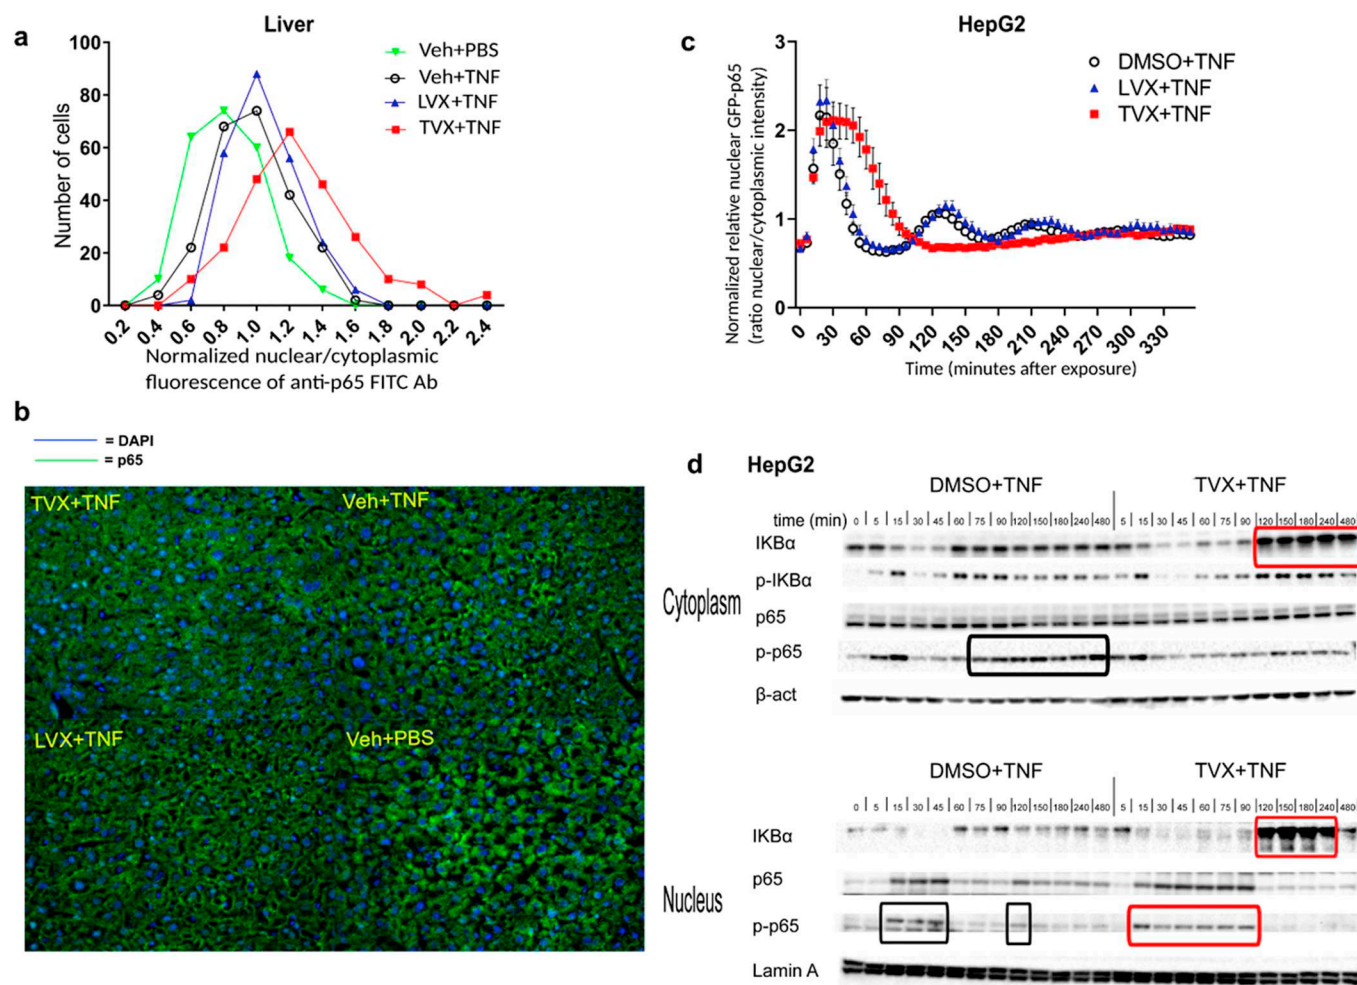 a
Liver
Veh+PBS
Veh+TNF
LVX+TNF
TVX+TNF
Number of cells
100
80
60
40
20
0
0.2 0.4 0.6 0.8 1.0 1.2 1.4 1.6 1.8 2.0 2.2 2.4
Normalized nuclear/cytoplasmic
fluorescence of anti-p65 FITC Ab
c
HepG2
DMSO+TNF
LVX+TNF
TVX+TNF
Normalized relative nuclear GFP-p65
(ratio nuclear/cytoplasmic intensity)
3
2
1
0
0 30 60 90 120 150 180 210 240 270 300 330
Time (minutes after exposure)
b
= DAPI
= p65
TVX+TNF
Veh+TNF
LVX+TNF
Veh+PBS
d HepG2
DMSO+TNF TVX+TNF
time (min) 0 5 15 30 45 60 75 90 120 150 180 240 480 5 15 30 45 60 75 90 120 150 180 240 480
Cytoplasm
IKBα
p-IKBα
p65
p-p65
β-act
DMSO+TNF TVX+TNF
0 5 15 30 45 60 75 90 120 150 180 240 480 5 15 30 45 60 75 90 120 150 180 240 480
Nucleus
IKBα
p65
p-p65
Lamin A